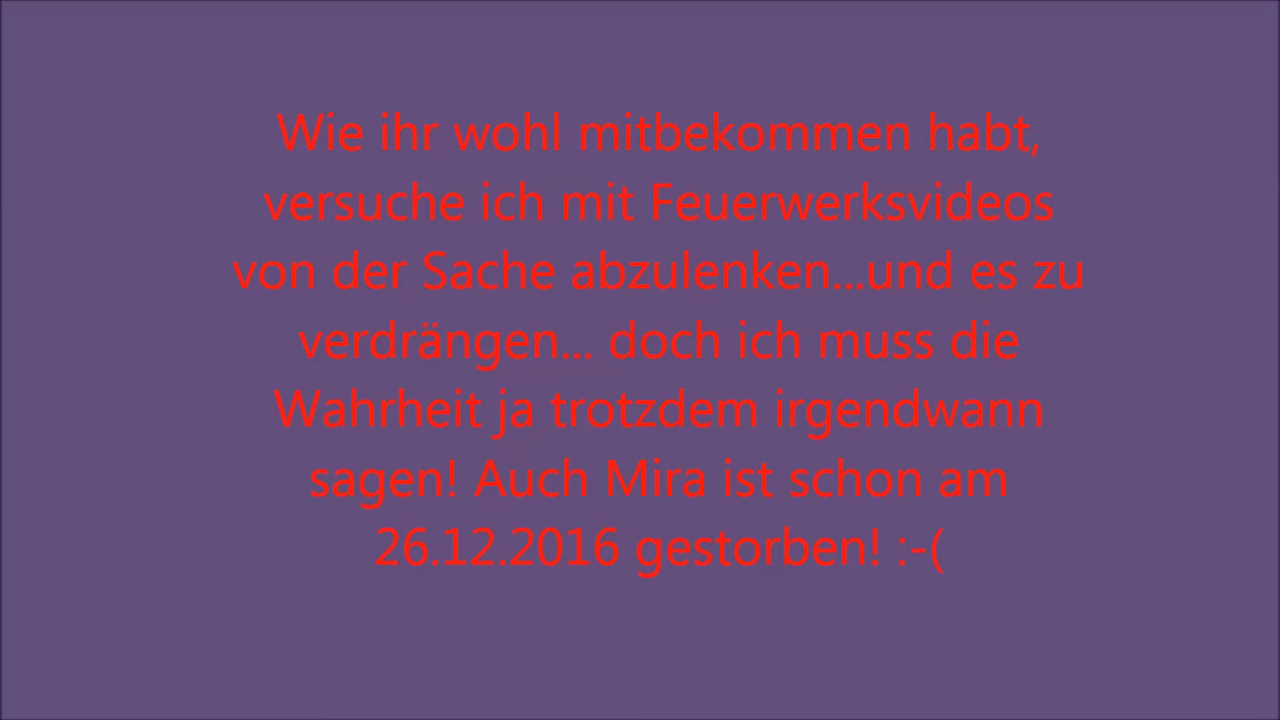 Wie ihr wohl mitbekommen habt,
versuche ich mit Feuerwerksvideos
von der Sache abzulenken...und es zu
verdrängen... doch ich muss die
Wahrheit ja trotzdem irgendwann
sagen! Auch Mira ist schon am
26.12.2016 gestorben! :-(